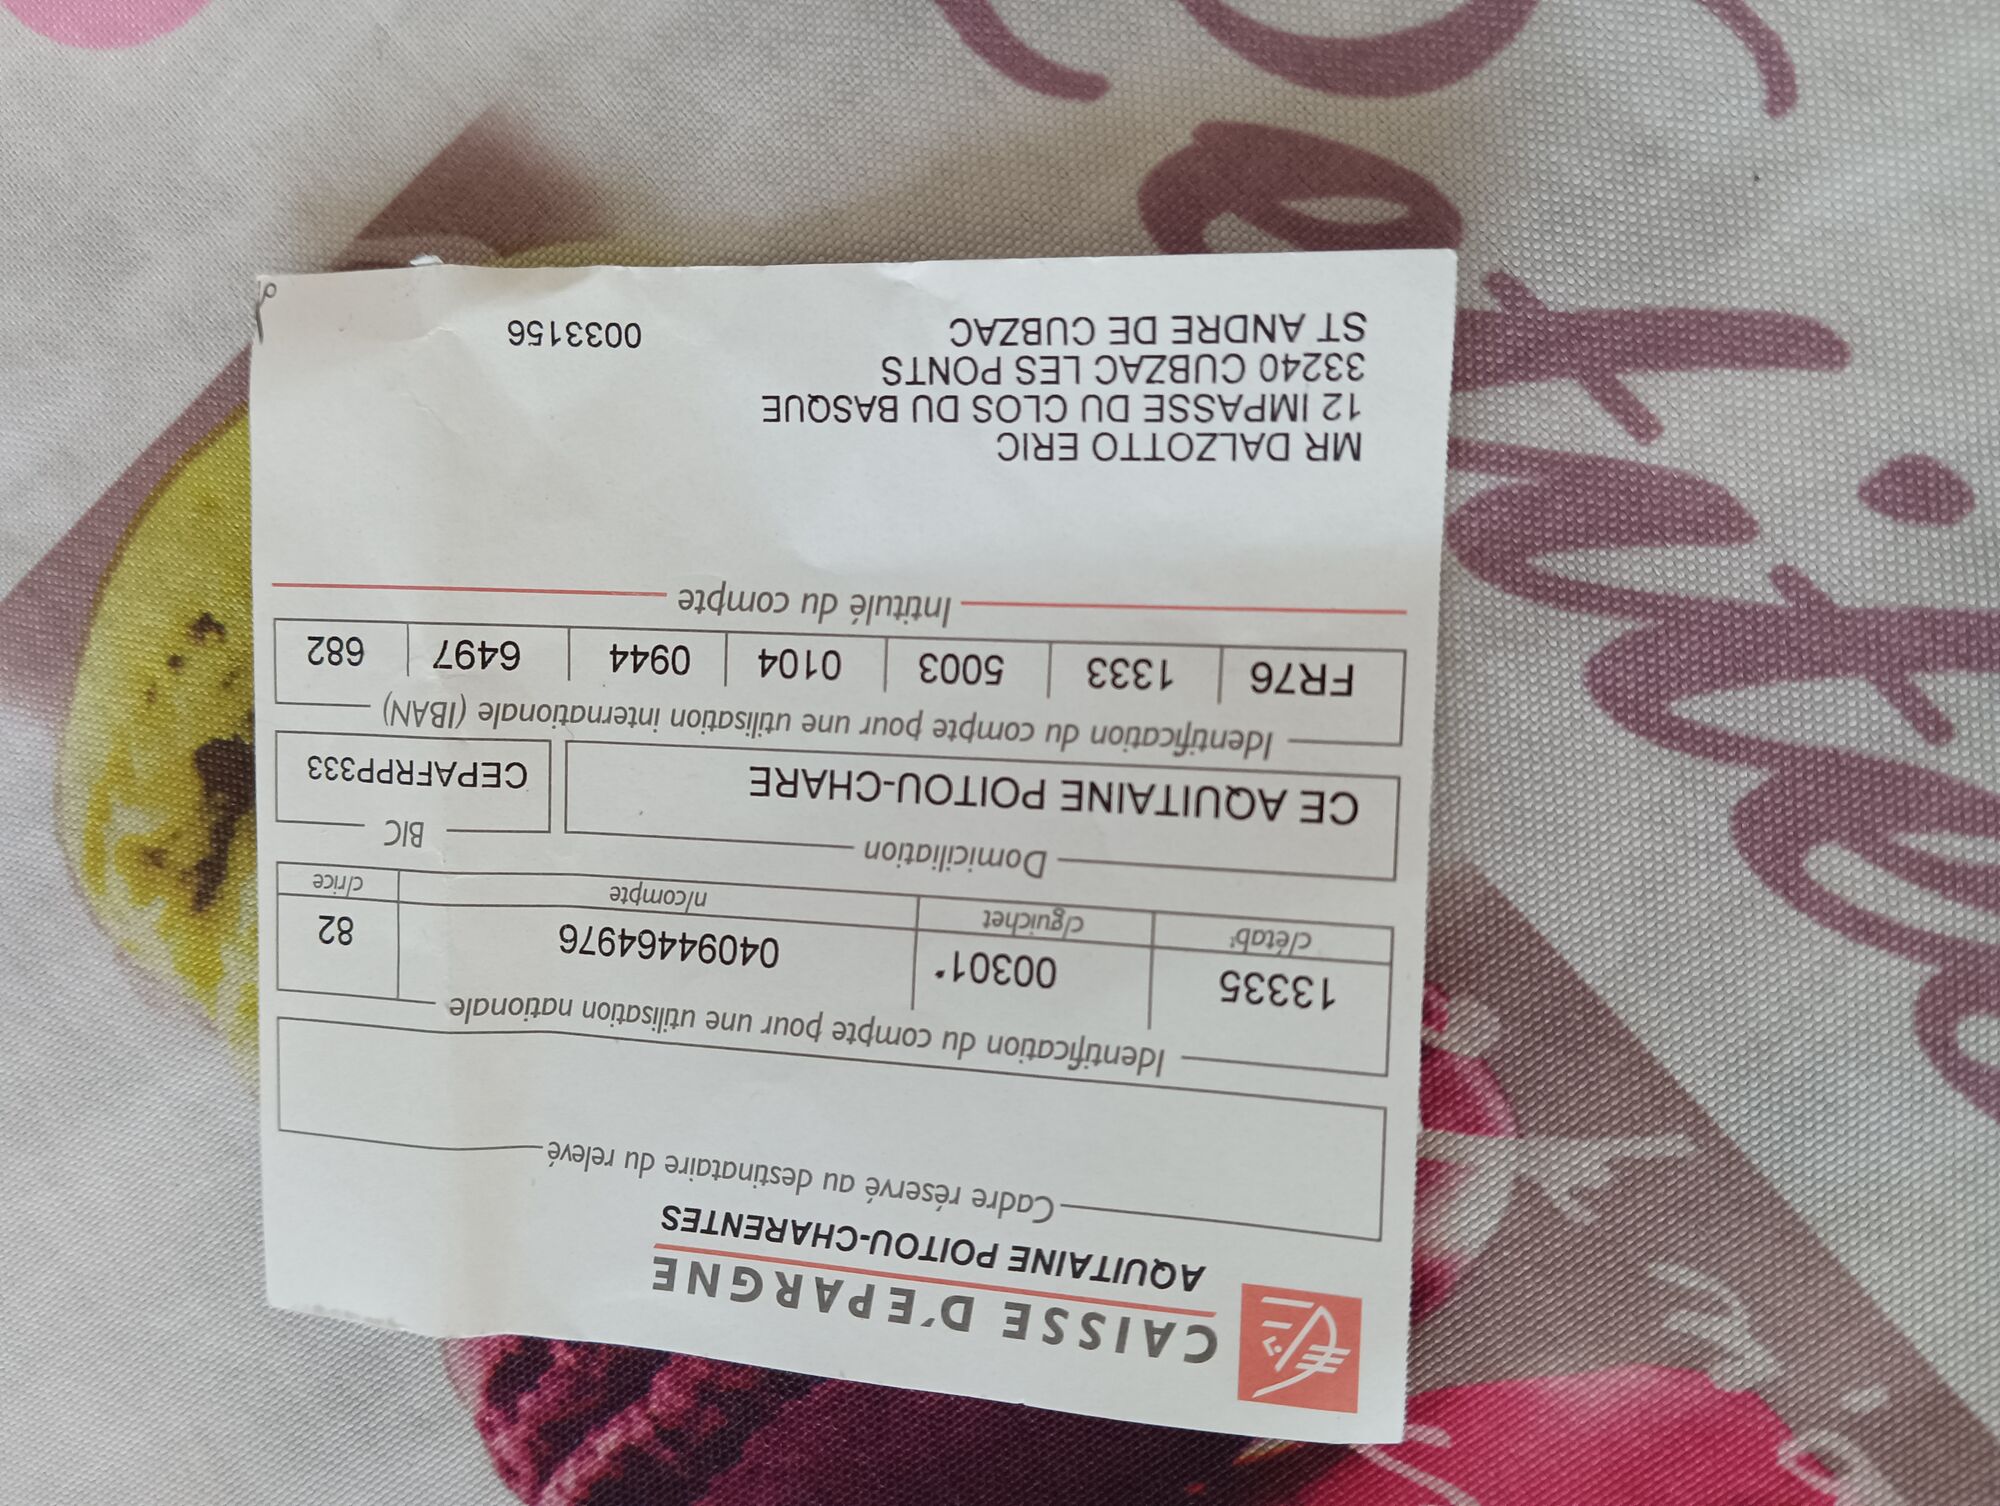 CAISSE D'EPARGNE
AQUITAINE POITOU-CHARENTES
Cadre réservé au destinataire du relevé
Identification du compte pour une utilisation nationale
13335 00301* 04094464976 82
c/étabt c/guichet n/compte c/rice
Domiciliation BIC
CE AQUITAINE POITOU-CHARE CEPAFRPP333
Identification du compte pour une utilisation internationale (IBAN)
FR76 1333 5003 0104 0944 6497 682
Intitulé du compte
MR DALZOTTO ERIC
12 IMPASSE DU CLOS DU BASQUE
33240 CUBZAC LES PONTS
ST ANDRE DE CUBZAC 0033156